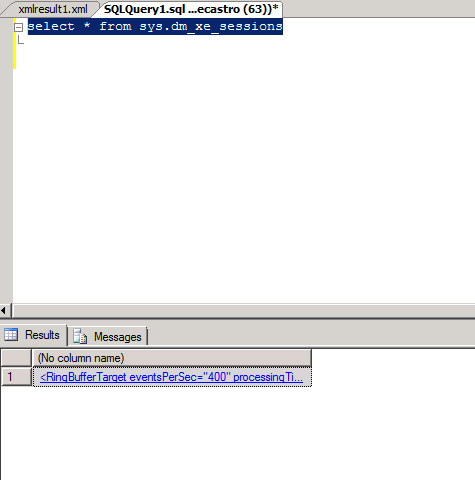 xmlresult1.xml SQLQuery1.sql ...ecastro (63))*
select * from sys.dm_xe_sessions
Results Messages
(No column name)
1 <RingBufferTarget eventsPerSec="400" processingTi...